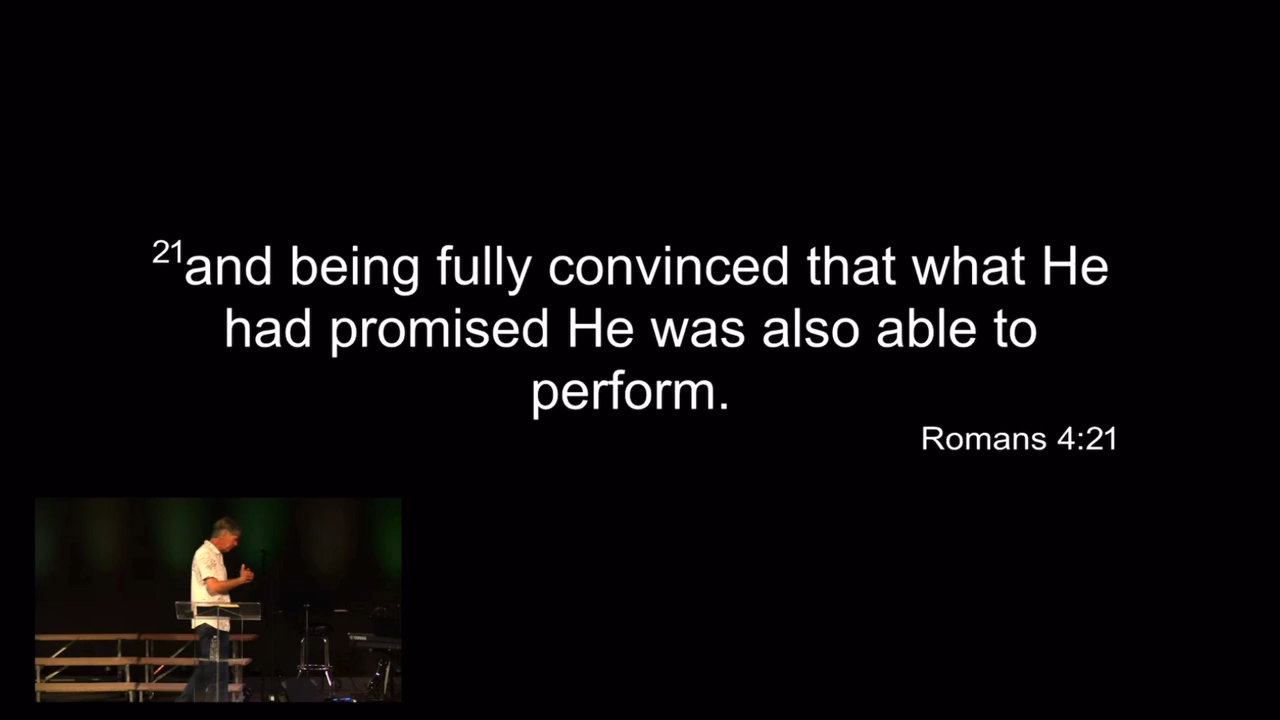 21and being fully convinced that what He
had promised He was also able to
perform.
Romans 4:21